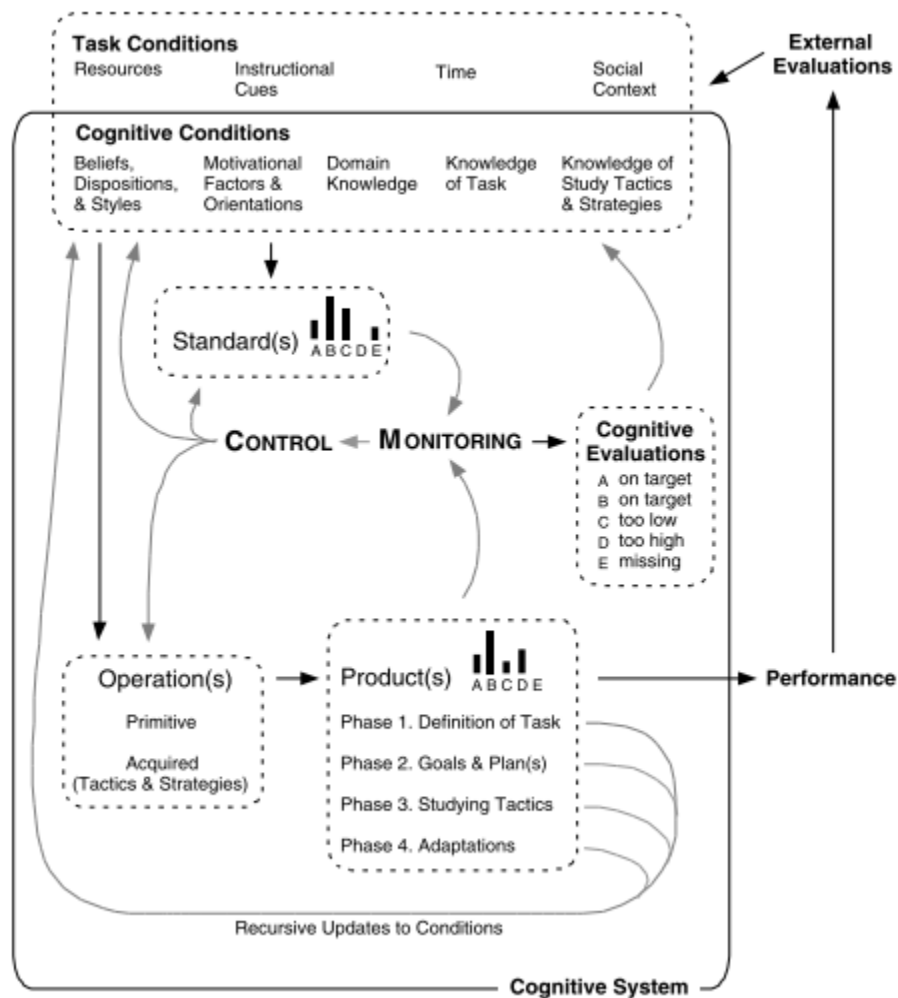 Task Conditions
Resources
Instructional
Cues
Time
Social
Context
External
Evaluations
Cognitive Conditions
Beliefs,
Dispositions,
& Styles
Motivational
Factors &
Orientations
Domain
Knowledge
Knowledge
of Task
Knowledge of
Study Tactics
& Strategies
Standard(s)
A B C D E
CONTROL
MONITORING
Cognitive
Evaluations
A on target
B on target
C too low
D too high
E missing
Operation(s)
Primitive
Acquired
(Tactics & Strategies)
Product(s)
A B C D E
Phase 1. Definition of Task
Phase 2. Goals & Plan(s)
Phase 3. Studying Tactics
Phase 4. Adaptations
Performance
Recursive Updates to Conditions
Cognitive System